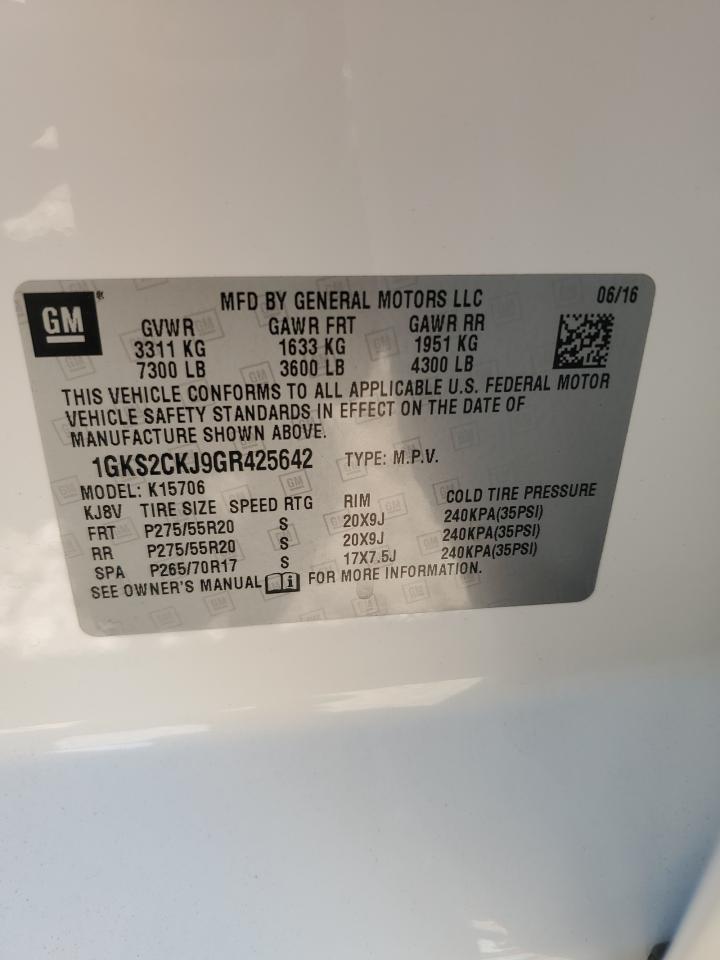 GM ® MFD BY GENERAL MOTORS LLC 06/16
GVWR GAWR FRT GAWR RR
3311 KG 1633 KG 1951 KG
7300 LB 3600 LB 4300 LB
THIS VEHICLE CONFORMS TO ALL APPLICABLE U.S. FEDERAL MOTOR
VEHICLE SAFETY STANDARDS IN EFFECT ON THE DATE OF
MANUFACTURE SHOWN ABOVE.
1GKS2CKJ9GR425642 TYPE: M.P.V.
MODEL: K15706
KJ8V TIRE SIZE SPEED RTG RIM COLD TIRE PRESSURE
FRT P275/55R20 S 20X9J 240KPA(35PSI)
RR P275/55R20 S 20X9J 240KPA(35PSI)
SPA P265/70R17 S 17X7.5J 240KPA(35PSI)
SEE OWNER'S MANUAL FOR MORE INFORMATION.